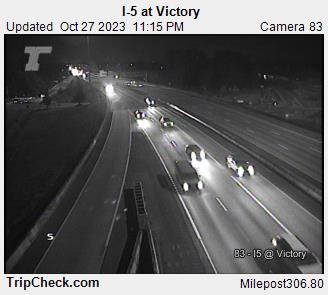 I-5 at Victory
Updated Oct 27 2023 11:15 PM Camera 83
T
S
83 - I5 @ Victory
TripCheck.com Milepost306.80